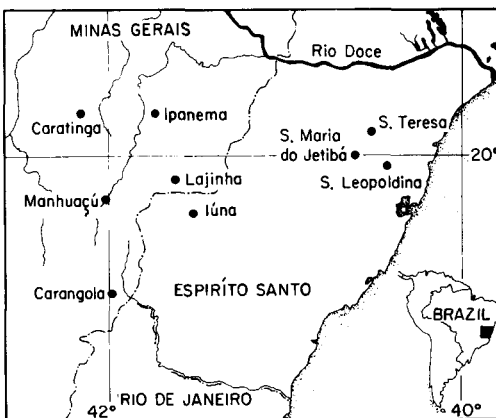 MINAS GERAIS
Rio Doce
Caratinga
Ipanema
S. Teresa
S. Maria
do Jetibá
20°
Lajinha
S. Leopoldina
Manhuaçú
Iúna
Carangola
ESPIRÍTO SANTO
BRAZIL
RIO DE JANEIRO
42°
40°